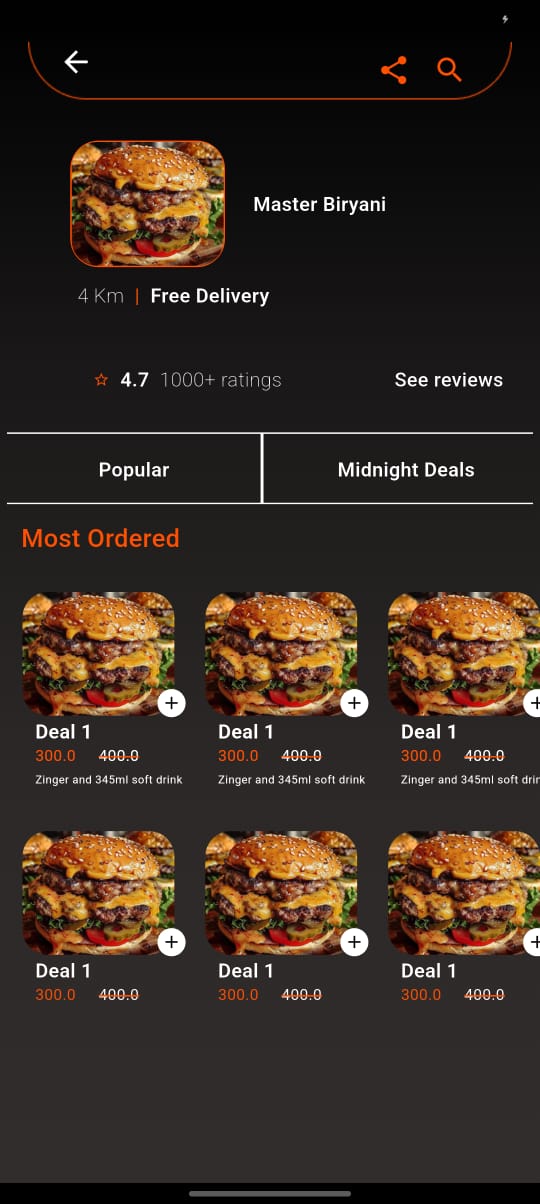 Master Biryani
4 Km | Free Delivery
4.7 1000+ ratings See reviews
Popular Midnight Deals
Most Ordered
Deal 1 Deal 1 Deal 1
300.0 400.0 300.0 400.0 300.0 400.0
Zinger and 345ml soft drink Zinger and 345ml soft drink Zinger and 345ml soft drin
Deal 1 Deal 1 Deal 1
300.0 400.0 300.0 400.0 300.0 400.0